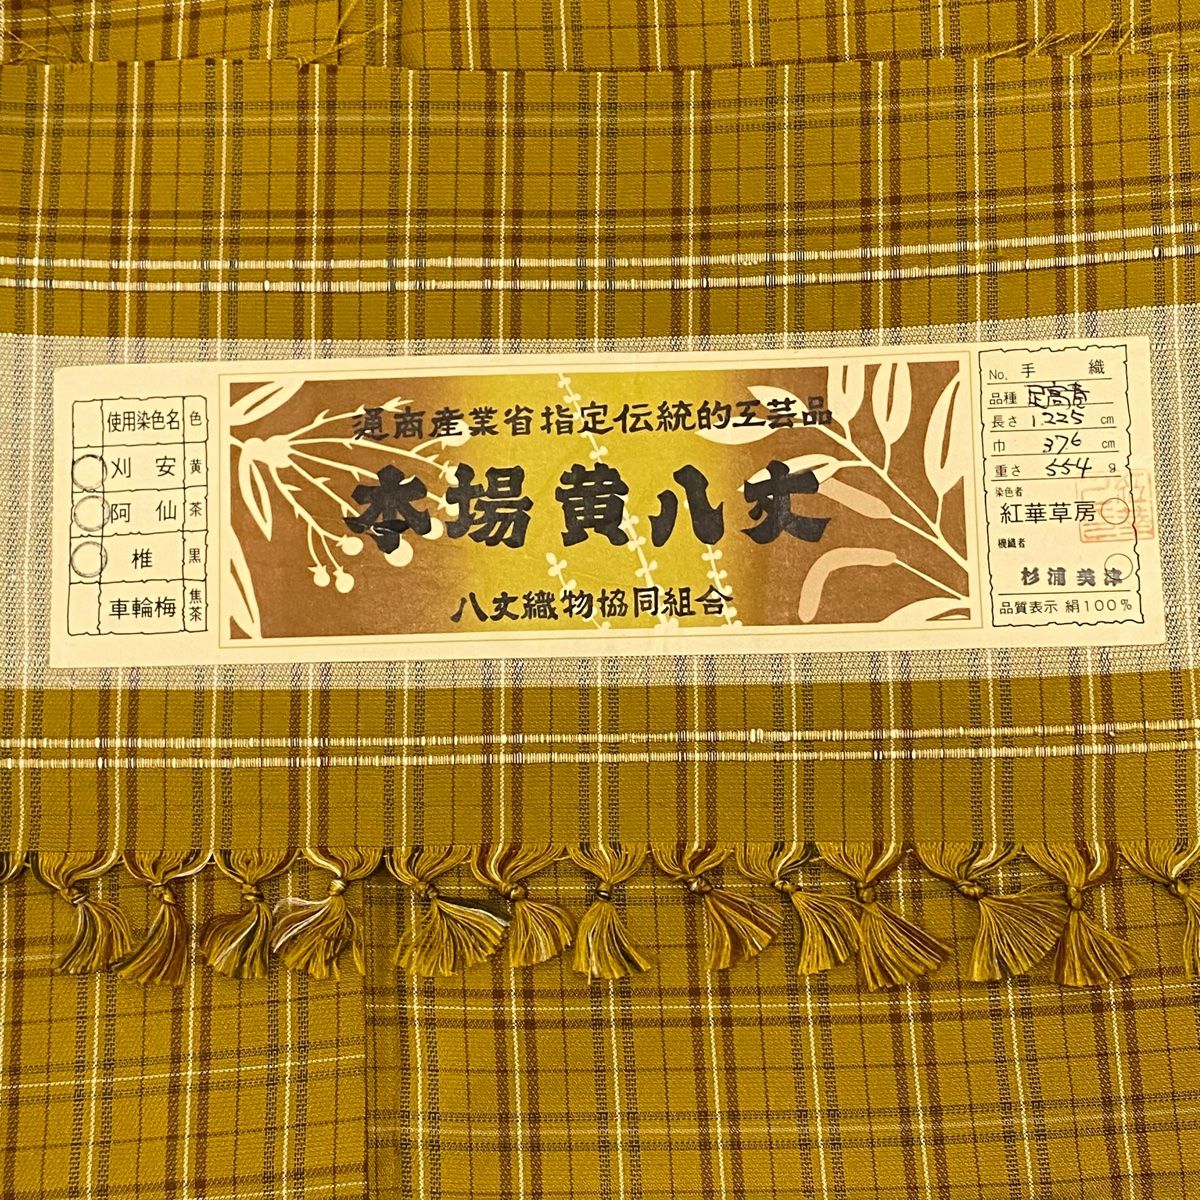 使用染色名 色
刈安 黄
阿仙 茶
椎 黒
車輪梅 焦茶
通商産業省指定伝統的工芸品
本場黄八丈
八丈織物協同組合
No. 手織
品種
長さ 1.225 cm
巾 376 cm
重さ 554 g
染色者
紅華草房
機織者
杉浦美津
品質表示 絹100%